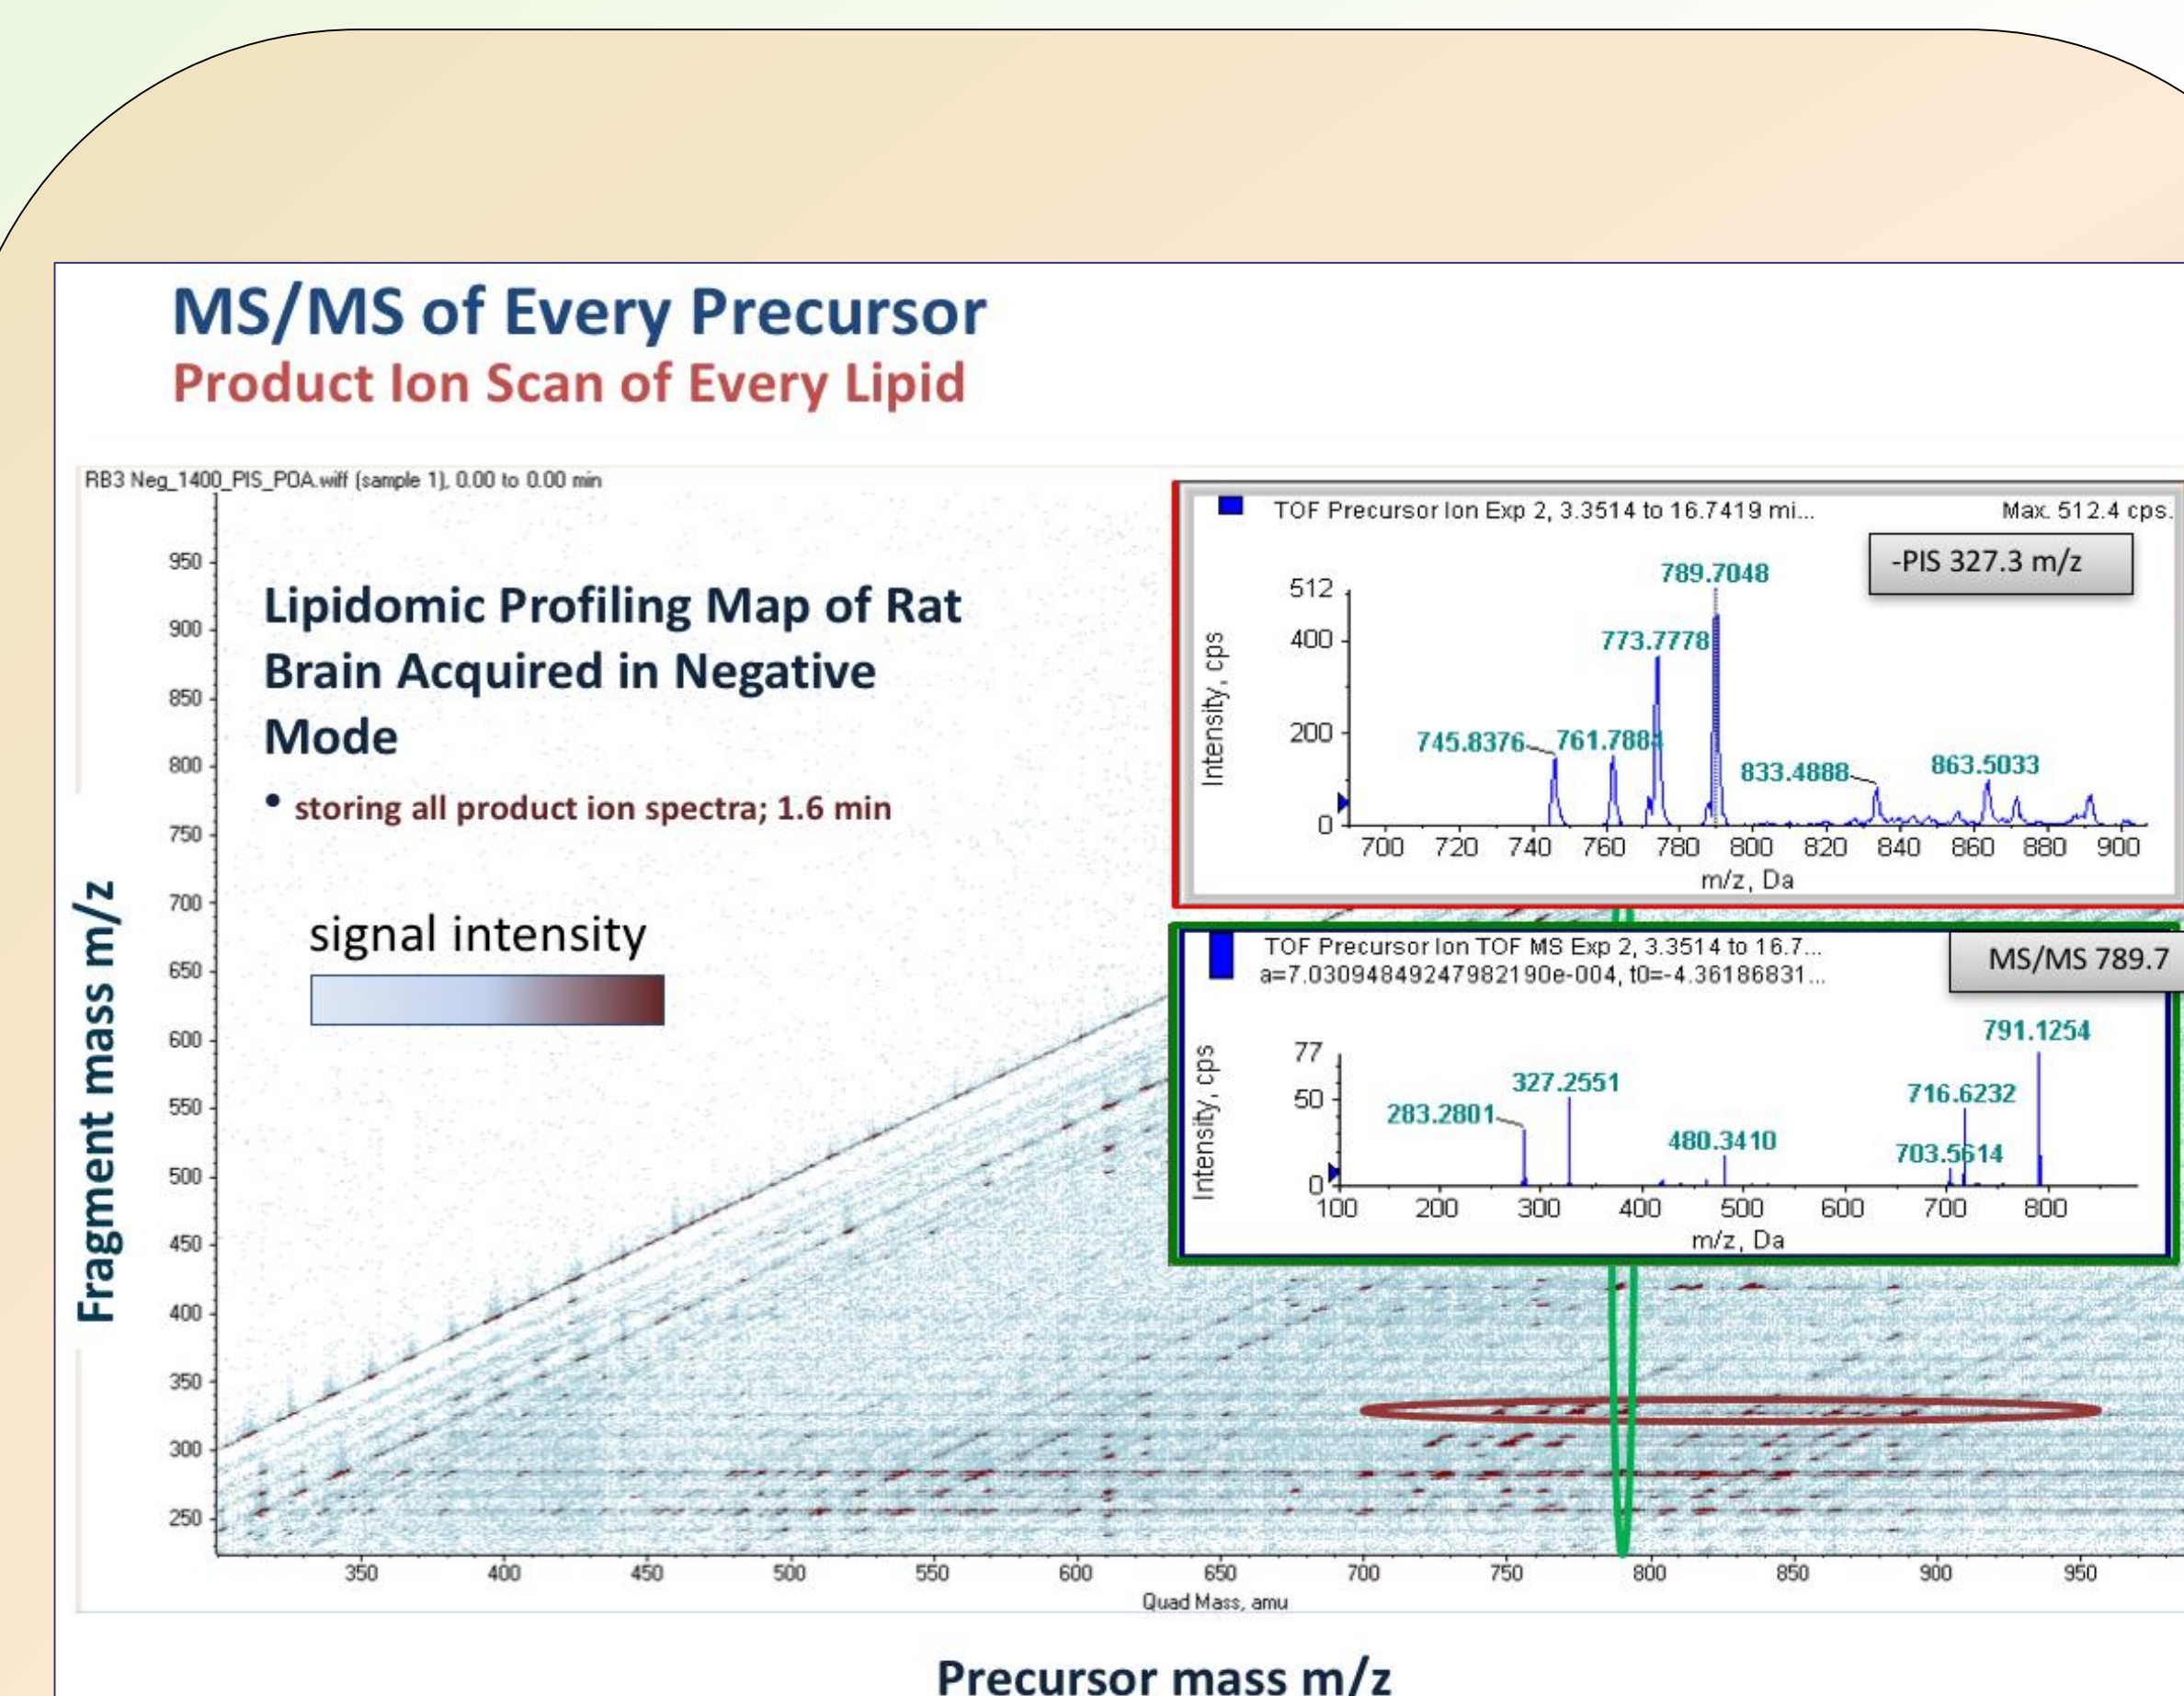 MS/MS of Every Precursor
Product Ion Scan of Every Lipid
RB3 Neg_1400_PIS_POA.wiff (sample 1), 0.00 to 0.00 min
Lipidomic Profiling Map of Rat
Brain Acquired in Negative
Mode
• storing all product ion spectra; 1.6 min
signal intensity
Fragment mass m/z
950
900
850
800
750
700
650
600
550
500
450
400
350
300
250
350 400 450 500 550 600 650 700 750 800 850 900 950
Quad Mass, amu
Precursor mass m/z
TOF Precursor Ion Exp 2, 3.3514 to 16.7419 mi... Max. 512.4 cps.
-PIS 327.3 m/z
Intensity, cps
512
400
200
0
789.7048
773.7778
745.8376
761.7884
833.4888
863.5033
700 720 740 760 780 800 820 840 860 880 900
m/z, Da
TOF Precursor Ion TOF MS Exp 2, 3.3514 to 16.7...
a=7.03094849247982190e-004, t0=-4.36186831...
MS/MS 789.7
Intensity, cps
77
50
0
791.1254
327.2551
716.6232
283.2801
480.3410
703.5614
100 200 300 400 500 600 700 800
m/z, Da